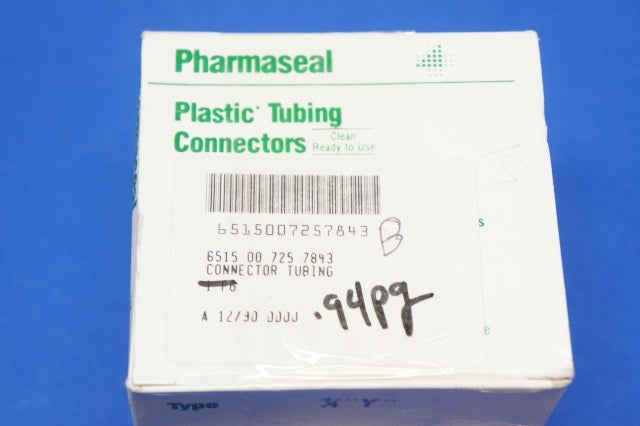 Pharmaseal
Plastic Tubing
Connectors Clean
Ready to Use
6515007257843
B
6515 00 725 7843
CONNECTOR TUBING
1 PG
A 12/90 0000
.94pg
s
e
Type "Y"